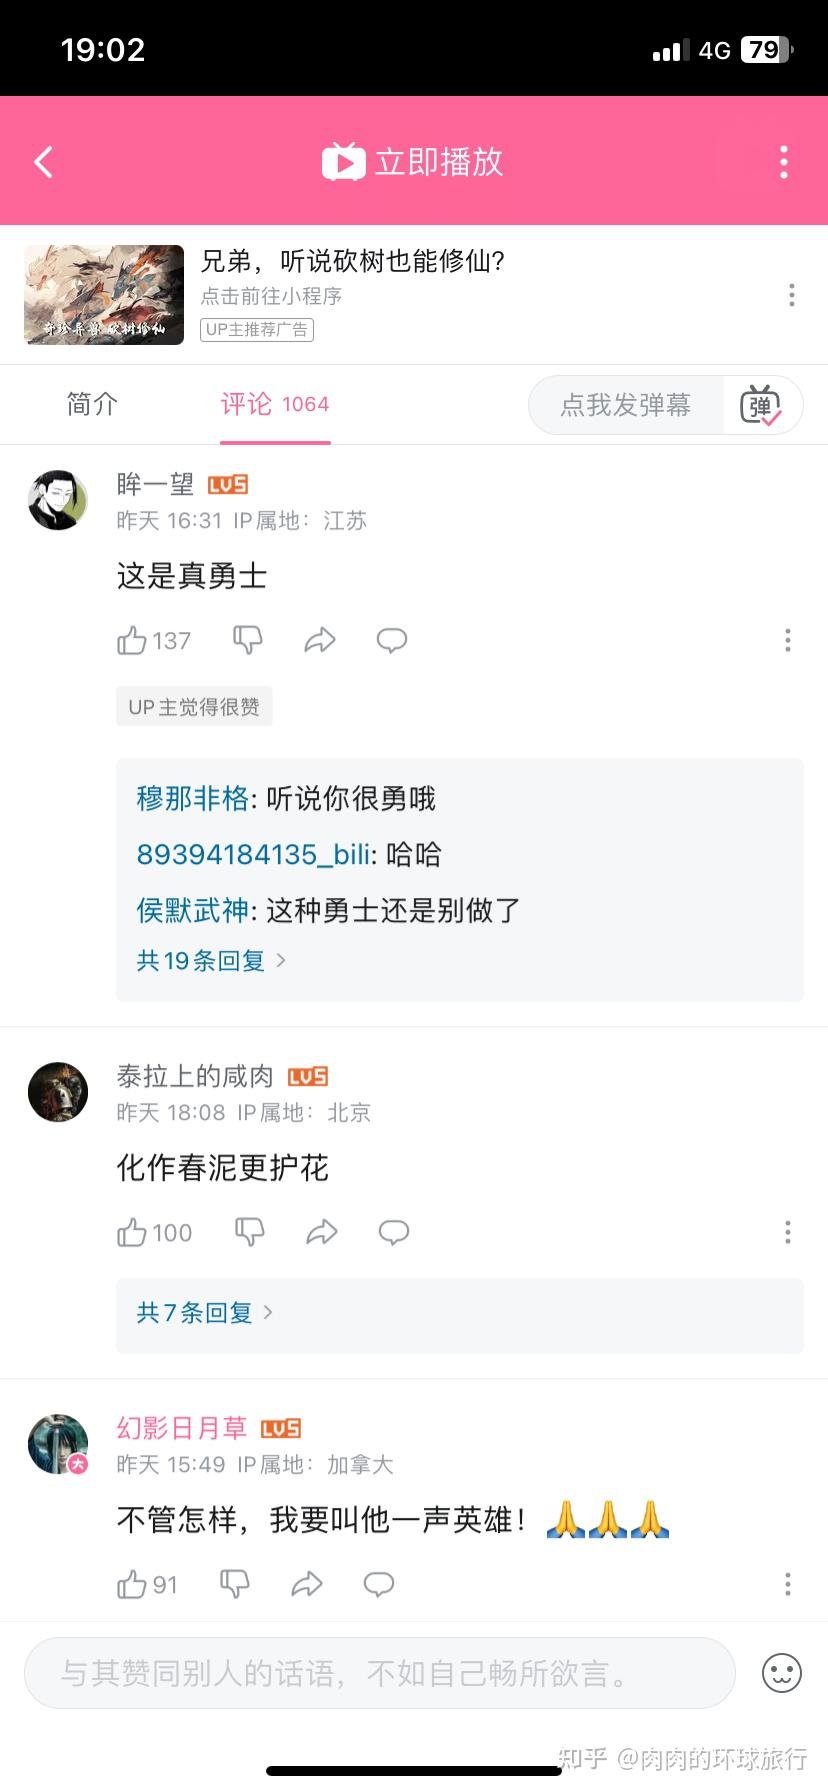 19:02
4G 79
立即播放
兄弟，听说砍树也能修仙?
点击前往小程序
UP主推荐广告
奇珍异兽 砍树修仙
简介
评论 1064
点我发弹幕
弹
眸一望 LV5
昨天 16:31 IP属地：江苏
这是真勇士
137
UP主觉得很赞
穆那非格: 听说你很勇哦
89394184135_bili: 哈哈
侯默武神: 这种勇士还是别做了
共19条回复
泰拉上的咸肉 LV5
昨天 18:08 IP属地：北京
化作春泥更护花
100
共7条回复
幻影日月草 LV5
大
昨天 15:49 IP属地：加拿大
不管怎样，我要叫他一声英雄！🙏🙏🙏
91
与其赞同别人的话语，不如自己畅所欲言。
知乎 @肉肉的环球旅行